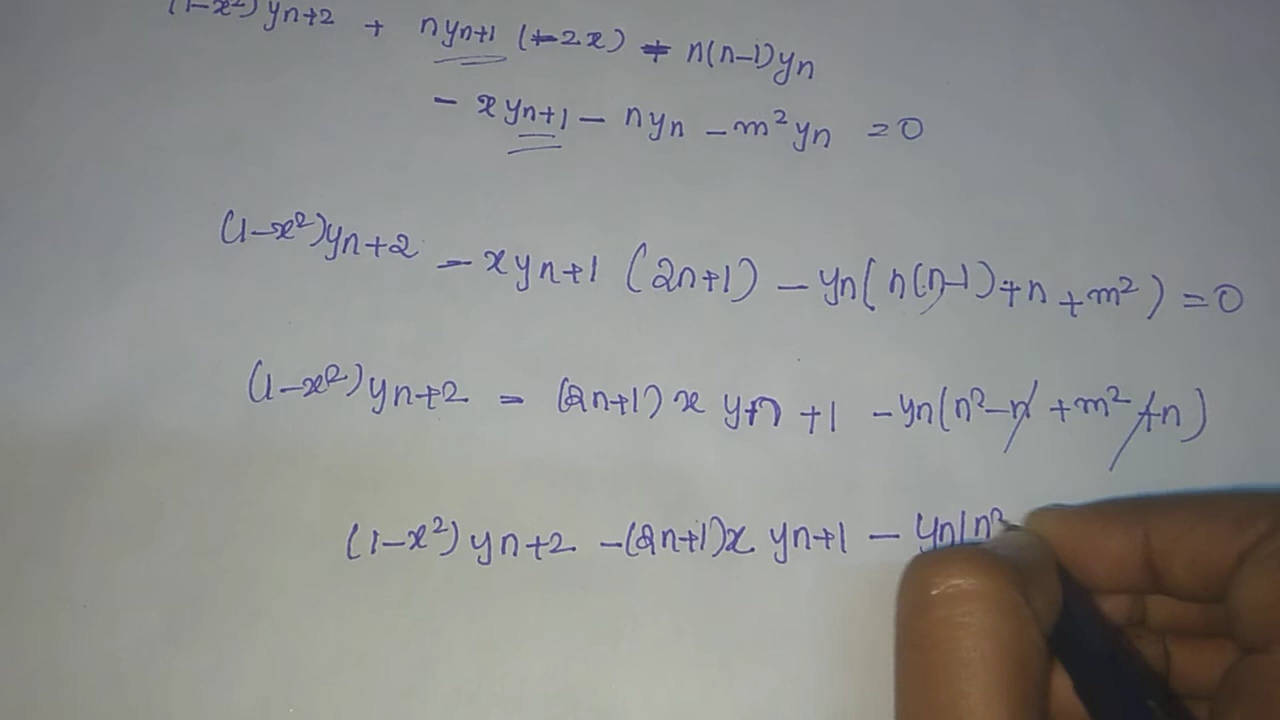 (1-x²)yn+2 + nyn+1 (-2x) - n(n-1)yn
- xyn+1 - nyn - m²yn = 0
(1-x²)yn+2 - xyn+1 (2n+1) - yn(n(n-1)+n+m²) = 0
(1-x²)yn+2 - (2n+1)x yn+1 - yn(n²-n+m²+n)
(1-x²)yn+2 -(2n+1)x yn+1 - yn(n²